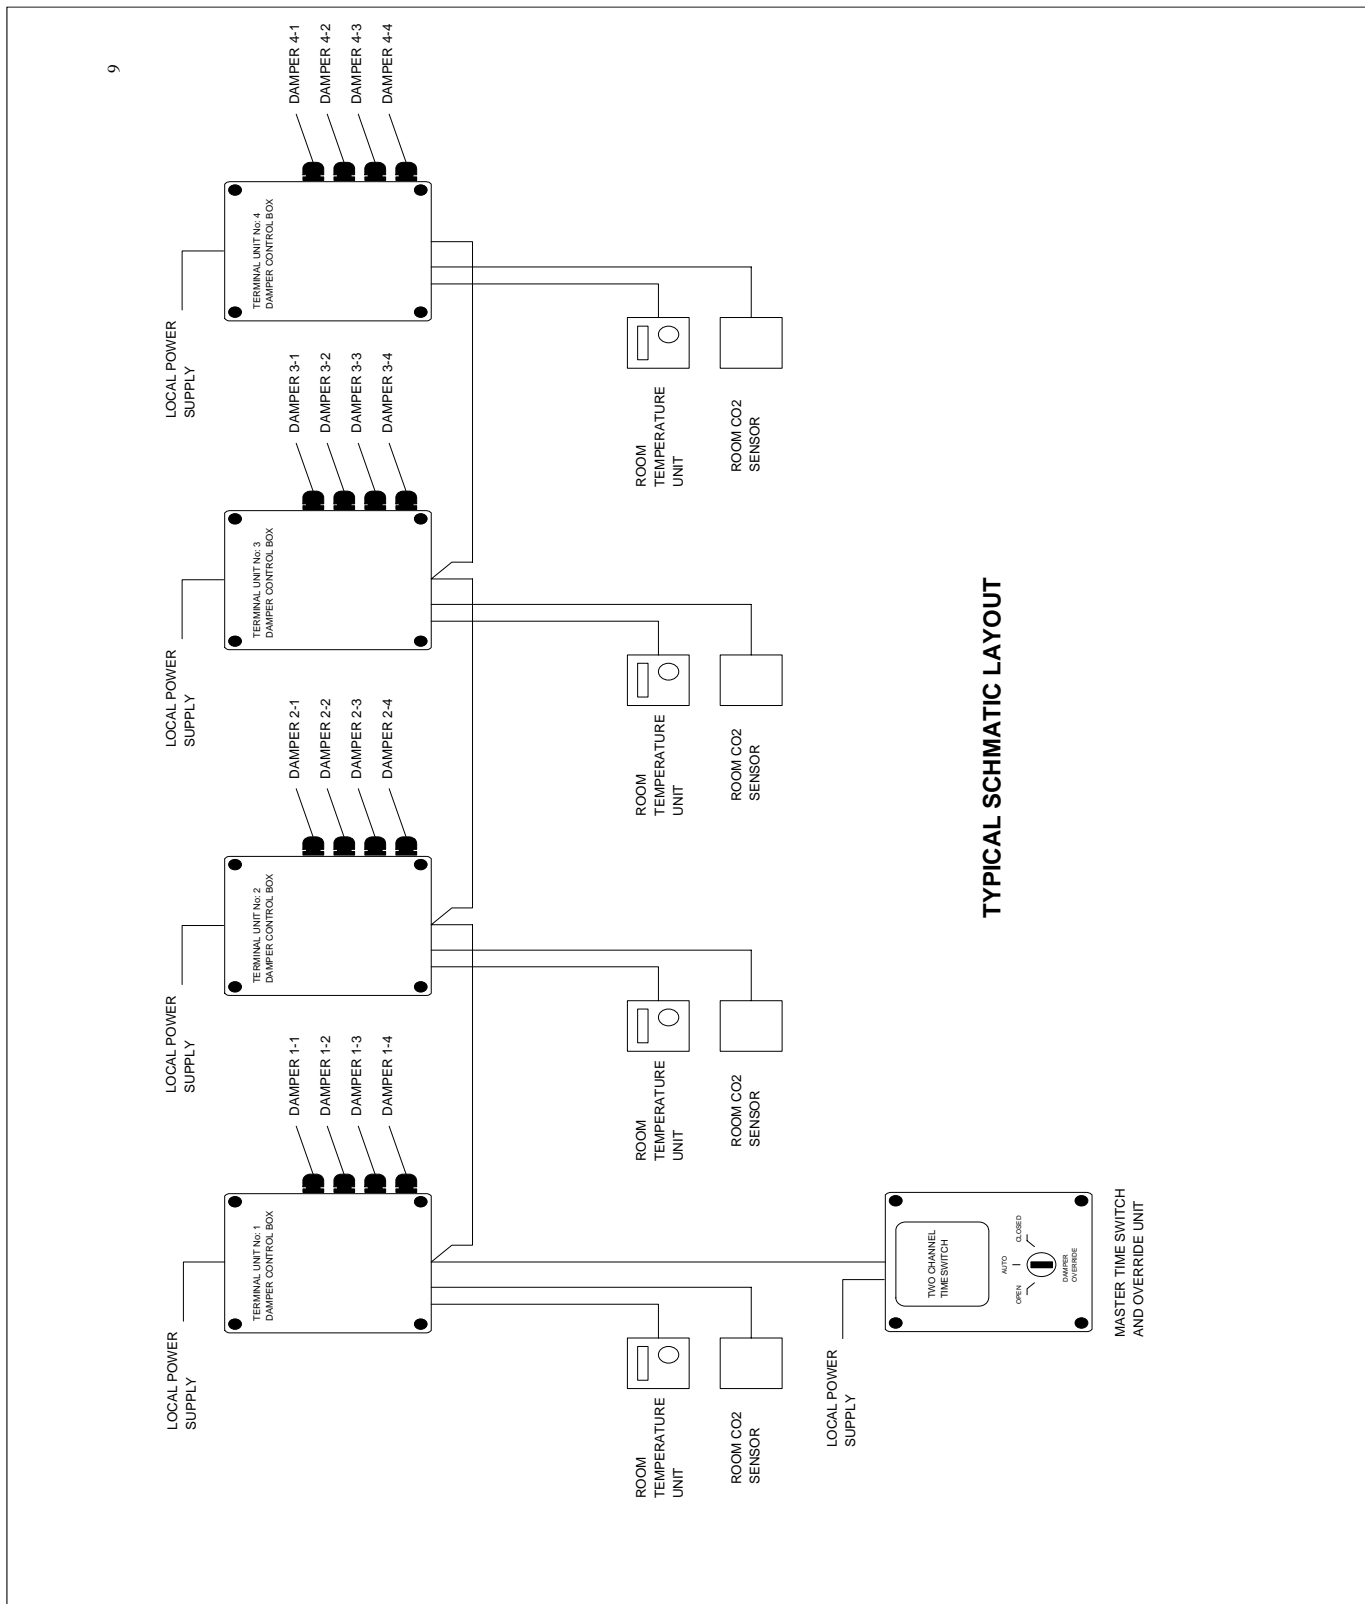 9
LOCAL POWER
SUPPLY
TERMINAL UNIT No: 1
DAMPER CONTROL BOX
DAMPER 1-1
DAMPER 1-2
DAMPER 1-3
DAMPER 1-4
LOCAL POWER
SUPPLY
TERMINAL UNIT No: 2
DAMPER CONTROL BOX
DAMPER 2-1
DAMPER 2-2
DAMPER 2-3
DAMPER 2-4
LOCAL POWER
SUPPLY
TERMINAL UNIT No: 3
DAMPER CONTROL BOX
DAMPER 3-1
DAMPER 3-2
DAMPER 3-3
DAMPER 3-4
LOCAL POWER
SUPPLY
TERMINAL UNIT No: 4
DAMPER CONTROL BOX
DAMPER 4-1
DAMPER 4-2
DAMPER 4-3
DAMPER 4-4
ROOM
TEMPERATURE
UNIT
ROOM CO2
SENSOR
ROOM
TEMPERATURE
UNIT
ROOM CO2
SENSOR
ROOM
TEMPERATURE
UNIT
ROOM CO2
SENSOR
ROOM
TEMPERATURE
UNIT
ROOM CO2
SENSOR
LOCAL POWER
SUPPLY
TWO CHANNEL
TIMESWITCH
OPEN
AUTO
CLOSED
DAMPER
OVERRIDE
MASTER TIME SWITCH
AND OVERRIDE UNIT
TYPICAL SCHMATIC LAYOUT